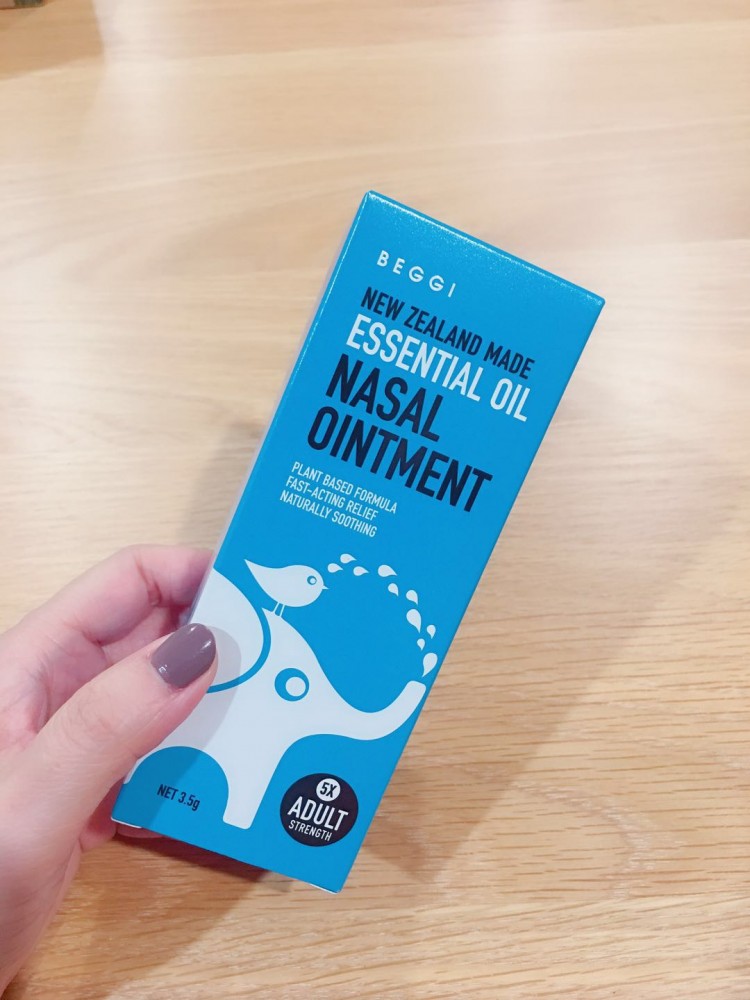 BEGGI
NEW ZEALAND MADE
ESSENTIAL OIL
NASAL
OINTMENT
PLANT BASED FORMULA
FAST-ACTING RELIEF
NATURALLY SOOTHING
NET 3.5g
5X
ADULT
STRENGTH